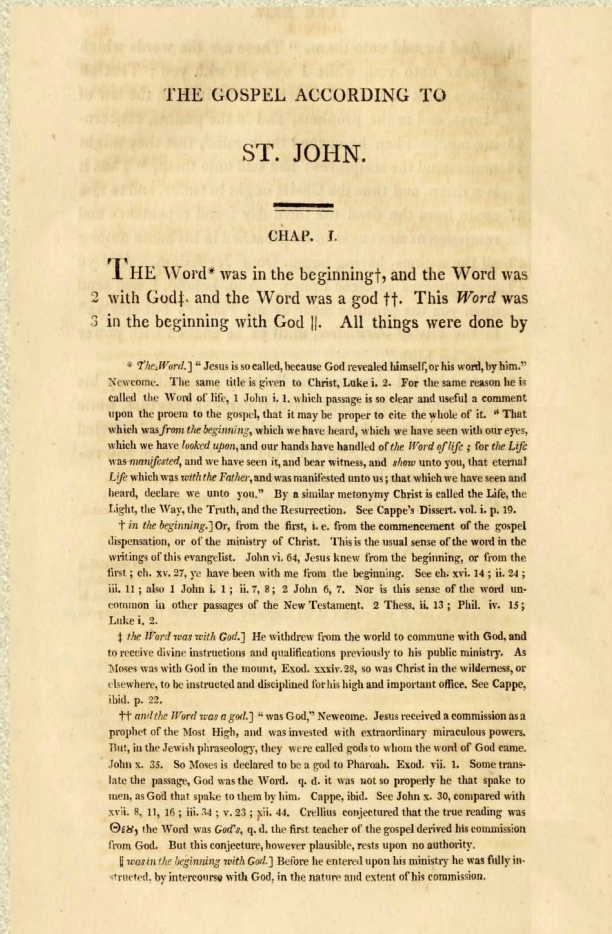 THE GOSPEL ACCORDING TO
ST. JOHN.
CHAP. I.
THE Word* was in the beginning†, and the Word was
2 with God‡, and the Word was a god ††. This Word was
3 in the beginning with God ||. All things were done by
* The Word.] “ Jesus is so called, because God revealed himself, or his word, by him.”
Newcome. The same title is given to Christ, Luke i. 2. For the same reason he is
called the Word of life, 1 John i. 1. which passage is so clear and useful a comment
upon the proem to the gospel, that it may be proper to cite the whole of it. “ That
which was from the beginning, which we have heard, which we have seen with our eyes,
which we have looked upon, and our hands have handled of the Word of life ; for the Life
was manifested, and we have seen it, and bear witness, and show unto you, that eternal
Life which was with the Father, and was manifested unto us ; that which we have seen and
heard, declare we unto you.” By a similar metonymy Christ is called the Life, the
Light, the Way, the Truth, and the Resurrection. See Cappe's Dissert. vol. i. p. 19.
† in the beginning.] Or, from the first, i. e. from the commencement of the gospel
dispensation, or of the ministry of Christ. This is the usual sense of the word in the
writings of this evangelist. John vi. 64, Jesus knew from the beginning, or from the
first ; ch. xv. 27, ye have been with me from the beginning. See ch. xvi. 14 ; ii. 24 ;
iii. 11 ; also 1 John i. 1 ; ii. 7, 8 ; 2 John 6, 7. Nor is this sense of the word un-
common in other passages of the New Testament. 2 Thess. ii. 13 ; Phil. iv. 15 ;
Luke i. 2.
‡ the Word was with God.] He withdrew from the world to commune with God, and
to receive divine instructions and qualifications previously to his public ministry. As
Moses was with God in the mount, Exod. xxxiv. 28, so was Christ in the wilderness, or
elsewhere, to be instructed and disciplined for his high and important office. See Cappe,
ibid. p. 22.
†† and the Word was a god.] “ was God,” Newcome. Jesus received a commission as a
prophet of the Most High, and was invested with extraordinary miraculous powers.
But, in the Jewish phraseology, they were called gods to whom the word of God came.
John x. 35. So Moses is declared to be a god to Pharoah. Exod. vii. 1. Some trans-
late the passage, God was the Word. q. d. it was not so properly he that spake to
men, as God that spake to them by him. Cappe, ibid. See John x. 30, compared with
xvii. 8, 11, 16 ; iii. 34 ; v. 23 ; xii. 44. Crellius conjectured that the true reading was
Θεȣ, the Word was God's, q. d. the first teacher of the gospel derived his commission
from God. But this conjecture, however plausible, rests upon no authority.
|| was in the beginning with God.] Before he entered upon his ministry he was fully in-
structed, by intercourse with God, in the nature and extent of his commission.